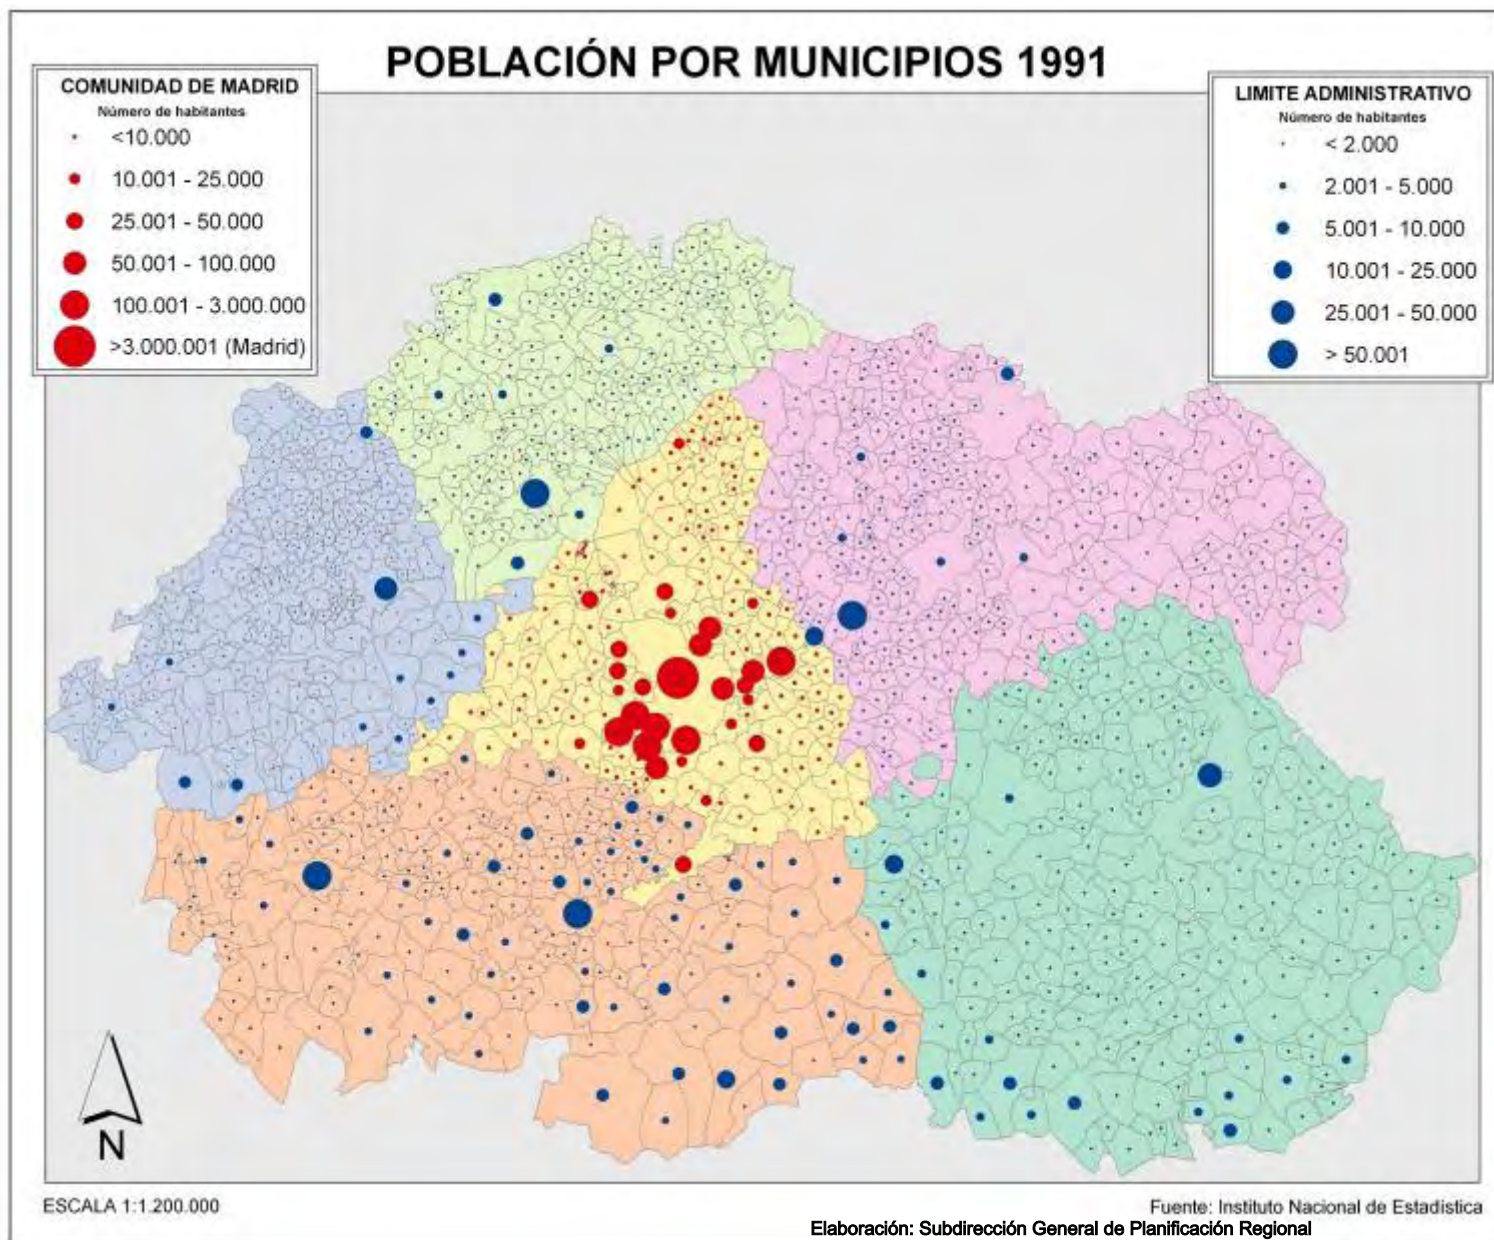 POBLACIÓN POR MUNICIPIOS 1991
COMUNIDAD DE MADRID
Número de habitantes
<10.000
10.001 - 25.000
25.001 - 50.000
50.001 - 100.000
100.001 - 3.000.000
>3.000.001 (Madrid)
LIMITE ADMINISTRATIVO
Número de habitantes
< 2.000
2.001 - 5.000
5.001 - 10.000
10.001 - 25.000
25.001 - 50.000
> 50.001
N
ESCALA 1:1.200.000
Fuente: Instituto Nacional de Estadística
Elaboración: Subdirección General de Planificación Regional